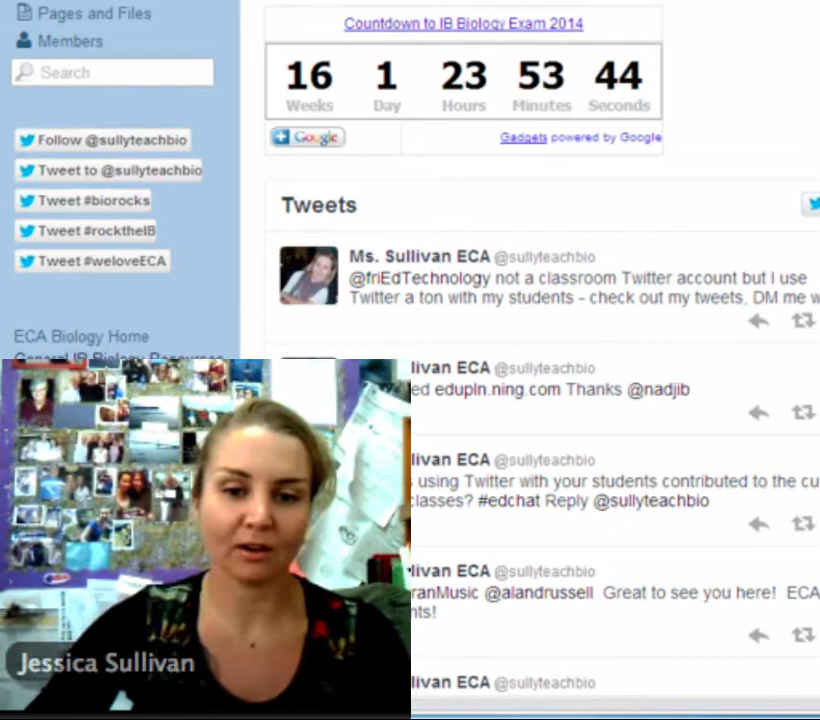 Pages and Files
Members
Search
Follow @sullyteachbio
Tweet to @sullyteachbio
Tweet #biorocks
Tweet #rocktheIB
Tweet #weloveECA
ECA Biology Home
General IB Biology Resources
Countdown to IB Biology Exam 2014
16 1 23 53 44
Weeks Day Hours Minutes Seconds
Google
Gadgets powered by Google
Tweets
Ms. Sullivan ECA @sullyteachbio
@friEdTechnology not a classroom Twitter account but I use
Twitter a ton with my students - check out my tweets, DM me w
livan ECA @sullyteachbio
ed edupln.ning.com Thanks @nadjib
livan ECA @sullyteachbio
using Twitter with your students contributed to the cu
classes? #edchat Reply @sullyteachbio
livan ECA @sullyteachbio
ranMusic @alandrussell Great to see you here! ECA
nts!
livan ECA @sullyteachbio
Jessica Sullivan